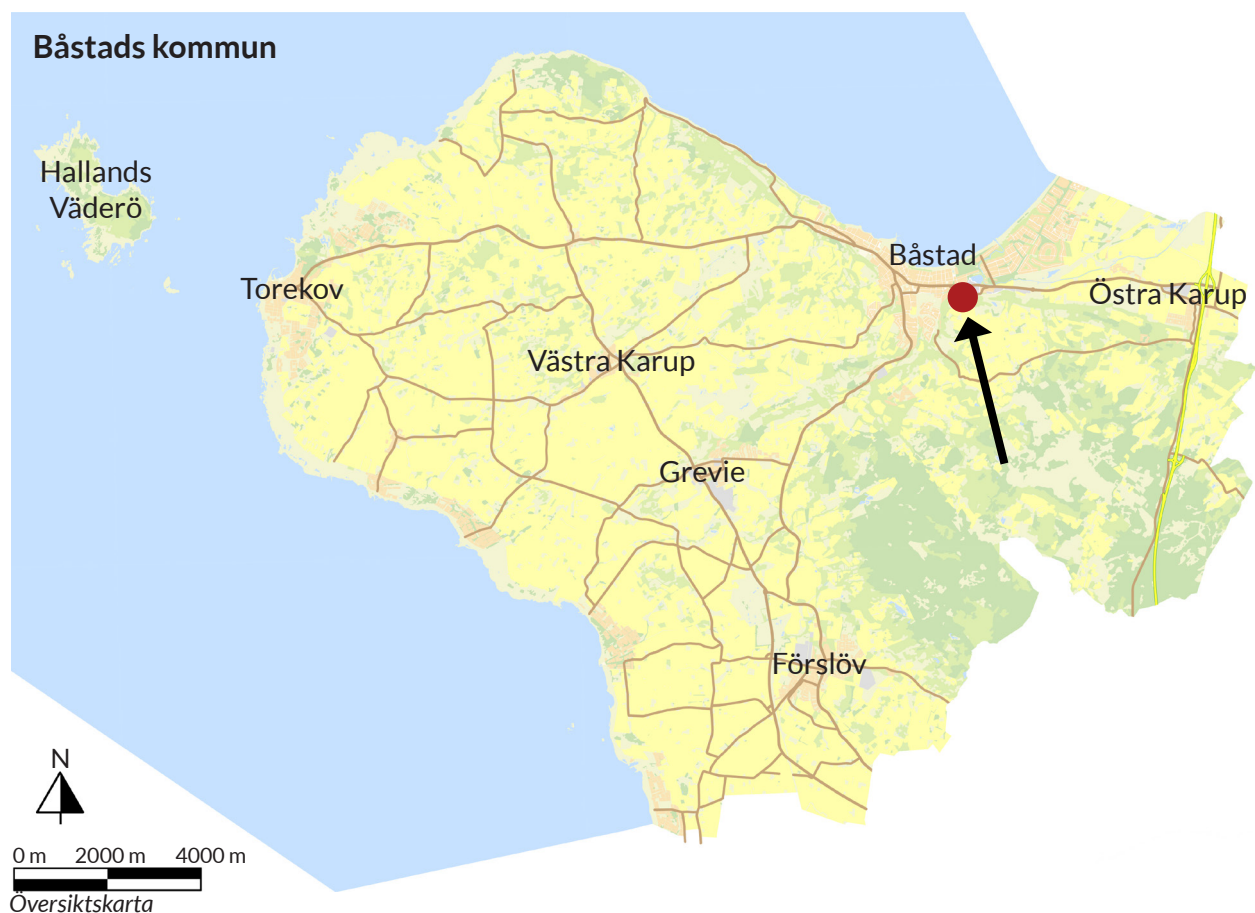 Båstads kommun
Hallands
Väderö
Båstad
Torekov
Östra Karup
Västra Karup
Grevie
Förslöv
N
0 m 2000 m 4000 m
Översiktskarta